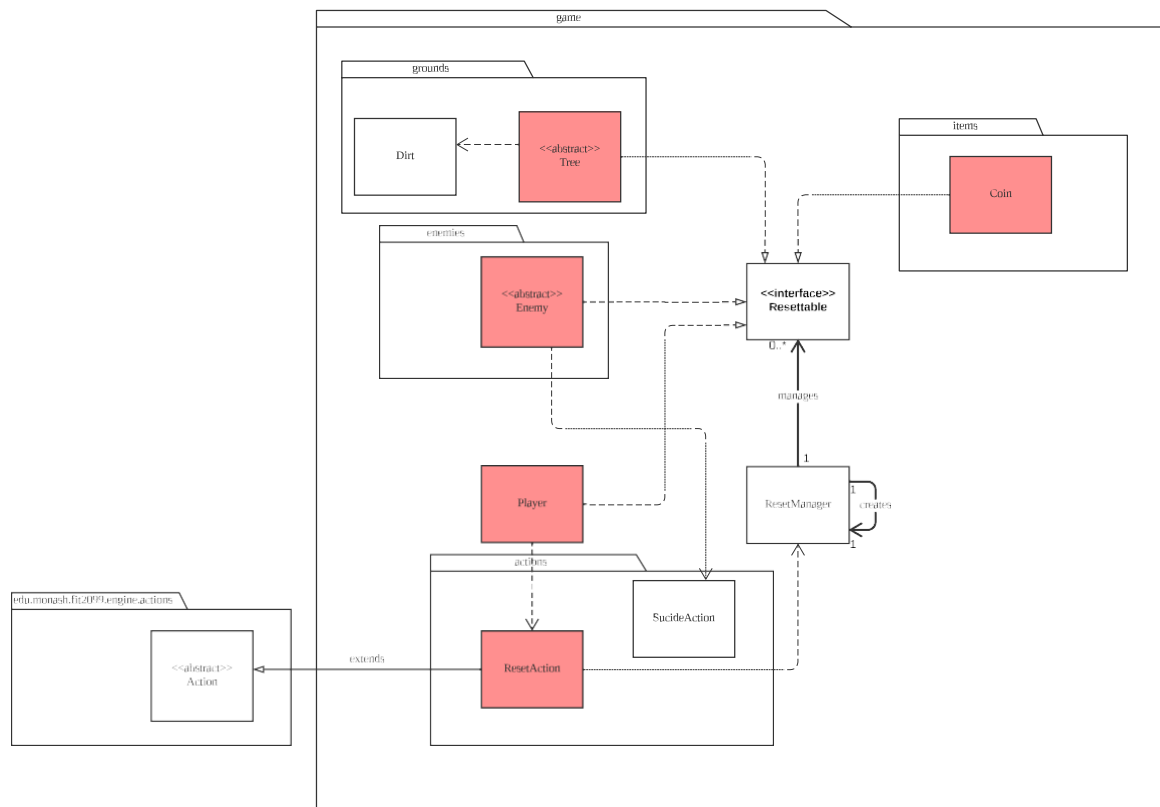 game
grounds
Dirt
<<abstract>>
Tree
items
Coin
enemies
<<abstract>>
Enemy
<<interface>>
Resettable
0..*
manages
1
Player
ResetManager
1
creates
1
actions
SucideAction
edu.monash.fit2099.engine.actions
<<abstract>>
Action
extends
ResetAction